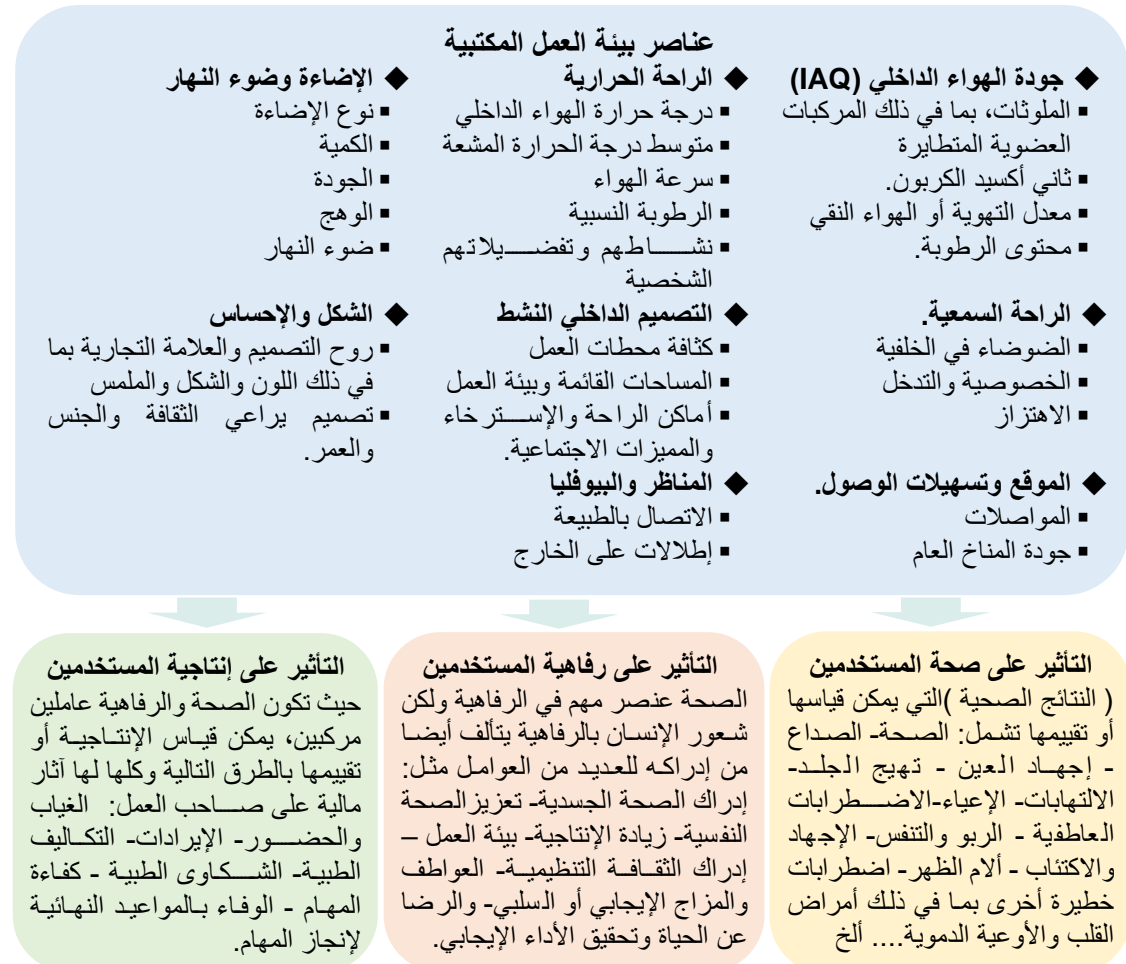 عناصر بيئة العمل المكتبية
◆ جودة الهواء الداخلي (IAQ)
▪ الملوثات، بما في ذلك المركبات
العضوية المتطايرة
▪ ثاني أكسيد الكربون.
▪ معدل التهوية أو الهواء النقي
▪ محتوى الرطوبة.
◆ الراحة الحرارية
▪ درجة حرارة الهواء الداخلي
▪ متوسط درجة الحرارة المشعة
▪ سرعة الهواء
▪ الرطوبة النسبية
▪ نشاطهم وتفضيلاتهم
الشخصية
◆ الإضاءة وضوء النهار
▪ نوع الإضاءة
▪ الكمية
▪ الجودة
▪ الوهج
▪ ضوء النهار
◆ الراحة السمعية.
▪ الضوضاء في الخلفية
▪ الخصوصية والتدخل
▪ الاهتزاز
◆ التصميم الداخلي النشط
▪ كثافة محطات العمل
▪ المساحات القائمة وبيئة العمل
▪ أماكن الراحة والإسترخاء
والمميزات الاجتماعية.
◆ الشكل والإحساس
▪ روح التصميم والعلامة التجارية بما
في ذلك اللون والشكل والملمس
▪ تصميم يراعي الثقافة والجنس
والعمر.
◆ الموقع وتسهيلات الوصول.
▪ المواصلات
▪ جودة المناخ العام
◆ المناظر والبيوفليا
▪ الاتصال بالطبيعة
▪ إطلالات على الخارج
التأثير على صحة المستخدمين
( النتائج الصحية )التي يمكن قياسها
أو تقييمها تشمل: الصحة- الصداع
- إجهاد العين - تهيج الجلد-
الالتهابات- الإعياء-الاضطرابات
العاطفية - الربو والتنفس- الإجهاد
والاكتئاب - ألام الظهر- اضطرابات
خطيرة أخرى بما في ذلك أمراض
القلب والأوعية الدموية.... ألخ
التأثير على رفاهية المستخدمين
الصحة عنصر مهم في الرفاهية ولكن
شعور الإنسان بالرفاهية يتألف أيضا
من إدراكه للعديد من العوامل مثل:
إدراك الصحة الجسدية- تعزيزالصحة
النفسية- زيادة الإنتاجية- بيئة العمل –
إدراك الثقافة التنظيمية- العواطف
والمزاج الإيجابي أو السلبي- والرضا
عن الحياة وتحقيق الأداء الإيجابي.
التأثير على إنتاجية المستخدمين
حيث تكون الصحة والرفاهية عاملين
مركبين، يمكن قياس الإنتاجية أو
تقييمها بالطرق التالية وكلها لها آثار
مالية على صاحب العمل: الغياب
والحضور- الإيرادات- التكاليف
الطبية- الشكاوى الطبية - كفاءة
المهام - الوفاء بالمواعيد النهائية
لإنجاز المهام.